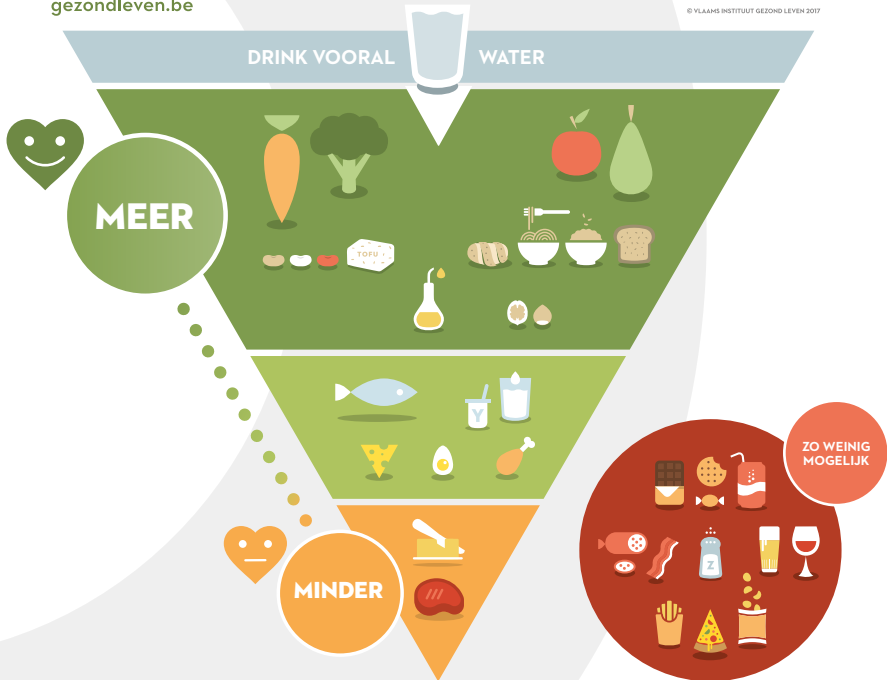 gezondleven.be
© VLAAMS INSTITUUT GEZOND LEVEN 2017
DRINK VOORAL WATER
MEER
TOFU
Y
ZO WEINIG
MOGELIJK
Z
MINDER